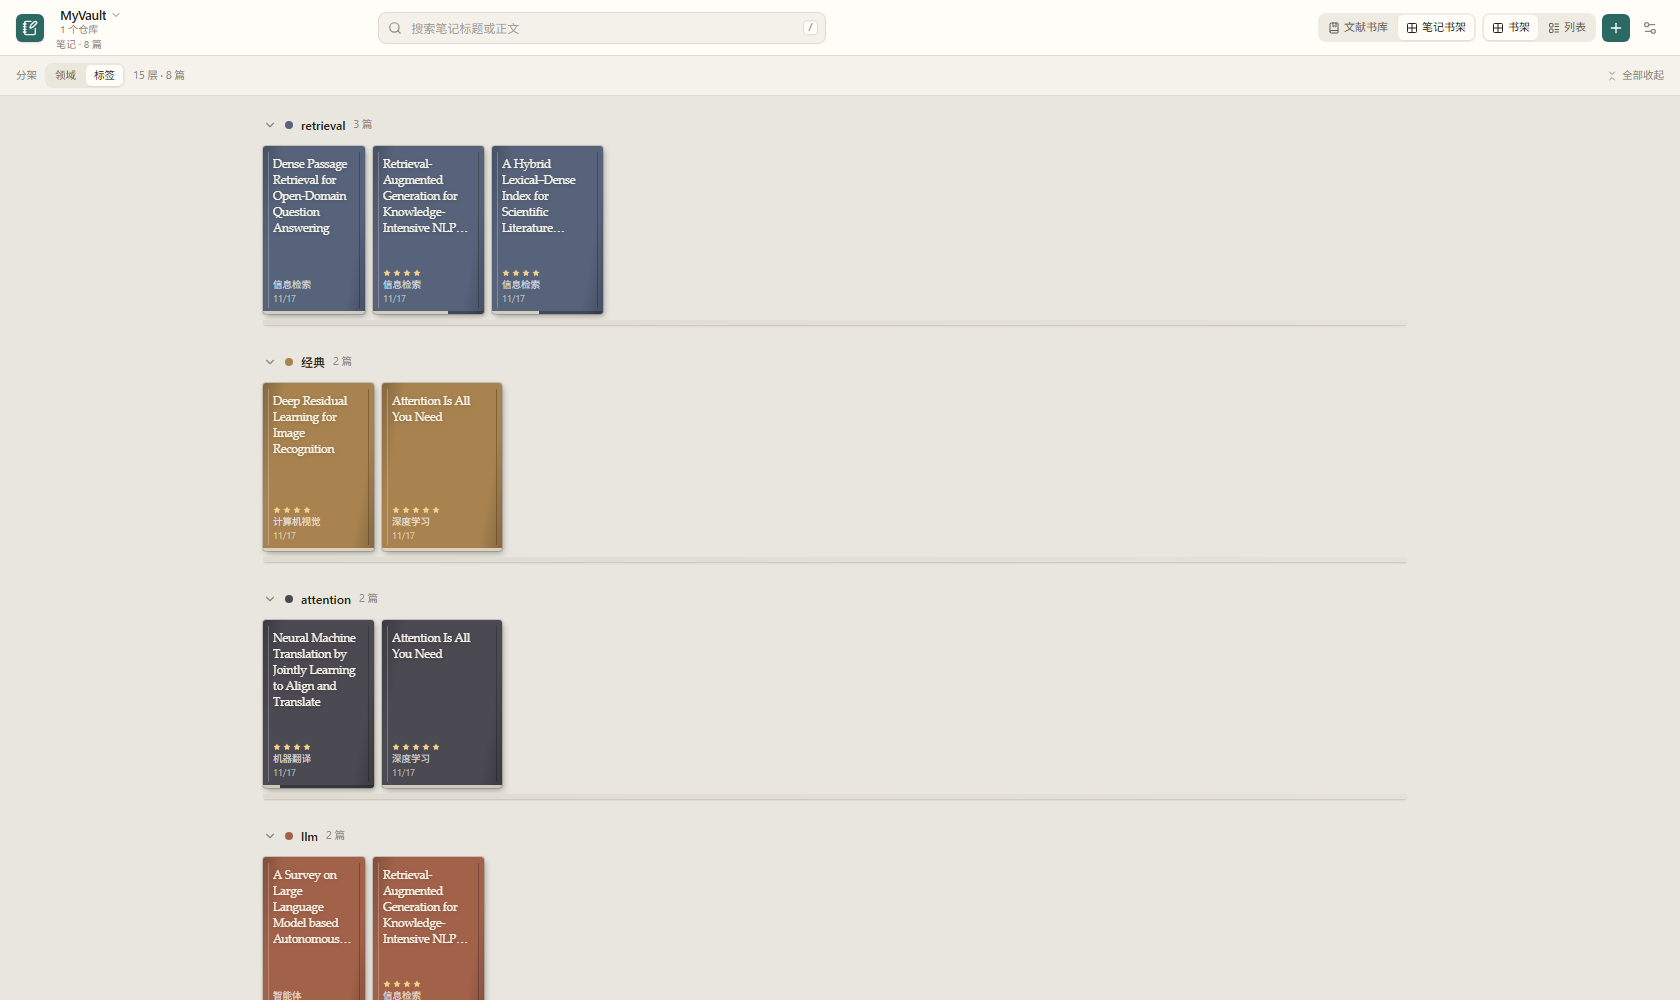 MyVault
1 个仓库
笔记 · 8 篇
搜索笔记标题或正文
/
文献书库
笔记书架
书架
列表
分架
领域
标签
15 层 · 8 篇
全部收起
retrieval 3 篇
Dense Passage
Retrieval for
Open-Domain
Question
Answering
信息检索
11/17
Retrieval-
Augmented
Generation for
Knowledge-
Intensive NLP…
★★★★
信息检索
11/17
A Hybrid
Lexical–Dense
Index for
Scientific
Literature…
★★★★
信息检索
11/17
经典 2 篇
Deep Residual
Learning for
Image
Recognition
★★★★
计算机视觉
11/17
Attention Is All
You Need
★★★★★
深度学习
11/17
attention 2 篇
Neural Machine
Translation by
Jointly Learning
to Align and
Translate
★★★★
机器翻译
11/17
Attention Is All
You Need
★★★★★
深度学习
11/17
llm 2 篇
A Survey on
Large
Language
Model based
Autonomous…
智能体
Retrieval-
Augmented
Generation for
Knowledge-
Intensive NLP…
★★★★
信息检索